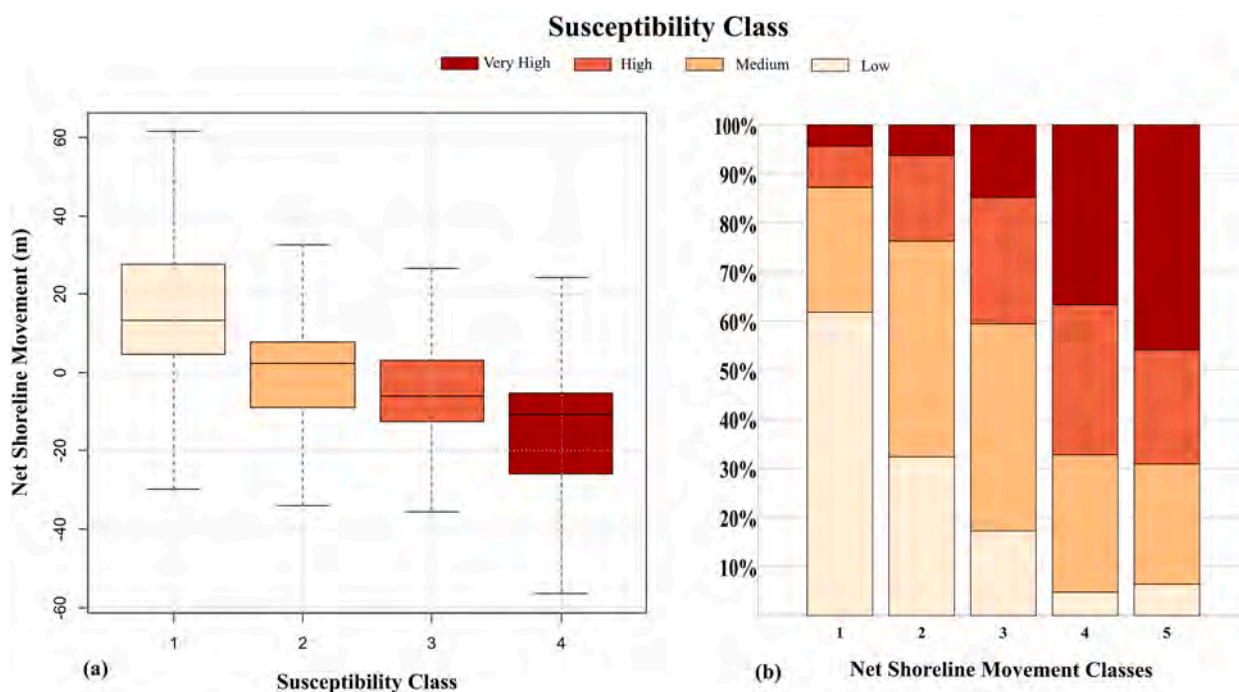 Susceptibility Class
Very High High Medium Low
Net Shoreline Movement (m)
60
40
20
0
-20
-40
-60
1 2 3 4
(a)
Susceptibility Class
100%
90%
80%
70%
60%
50%
40%
30%
20%
10%
1 2 3 4 5
(b) Net Shoreline Movement Classes